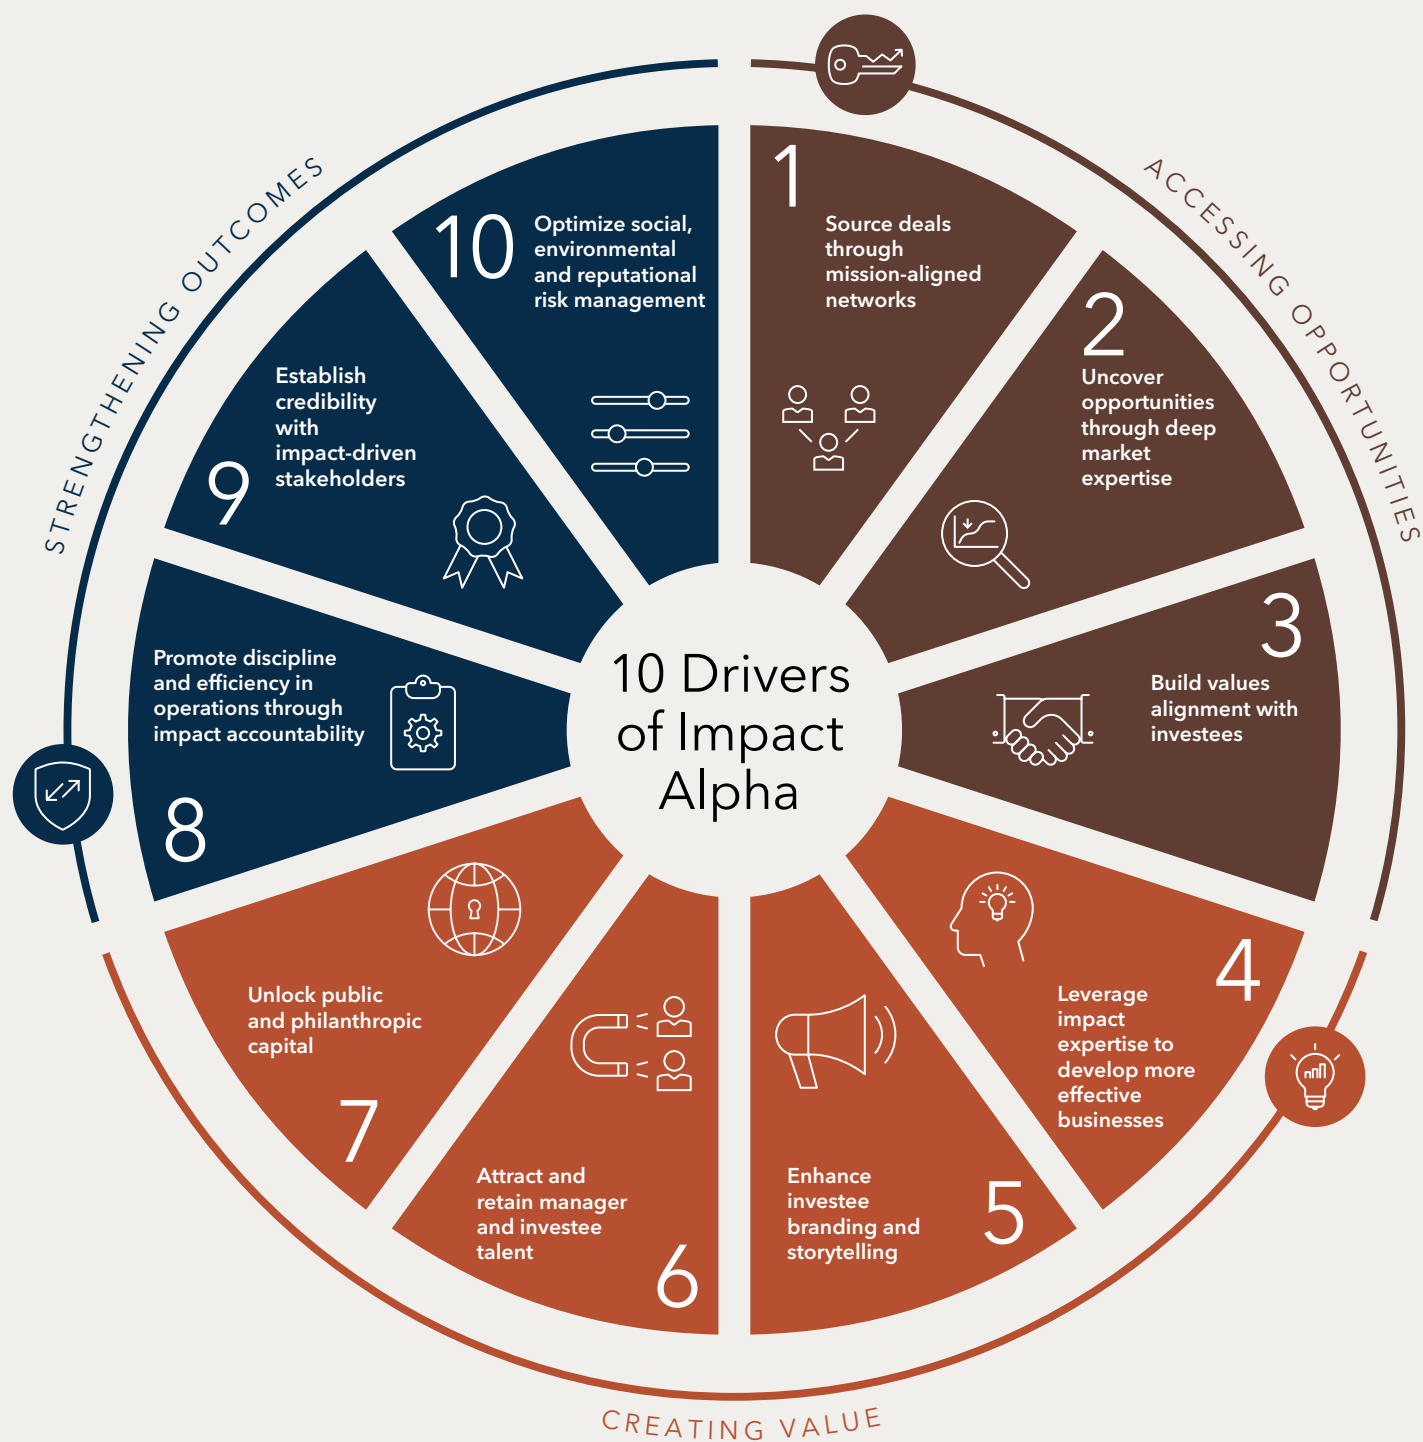 10 Drivers
of Impact
Alpha
ACCESSING OPPORTUNITIES
1
Source deals
through
mission-aligned
networks
2
Uncover
opportunities
through deep
market
expertise
3
Build values
alignment with
investees
CREATING VALUE
4
Leverage
impact
expertise to
develop more
effective
businesses
5
Enhance
investee
branding and
storytelling
6
Attract and
retain manager
and investee
talent
7
Unlock public
and philanthropic
capital
STRENGTHENING OUTCOMES
8
Promote discipline
and efficiency in
operations through
impact accountability
9
Establish
credibility
with
impact-driven
stakeholders
10
Optimize social,
environmental
and reputational
risk management